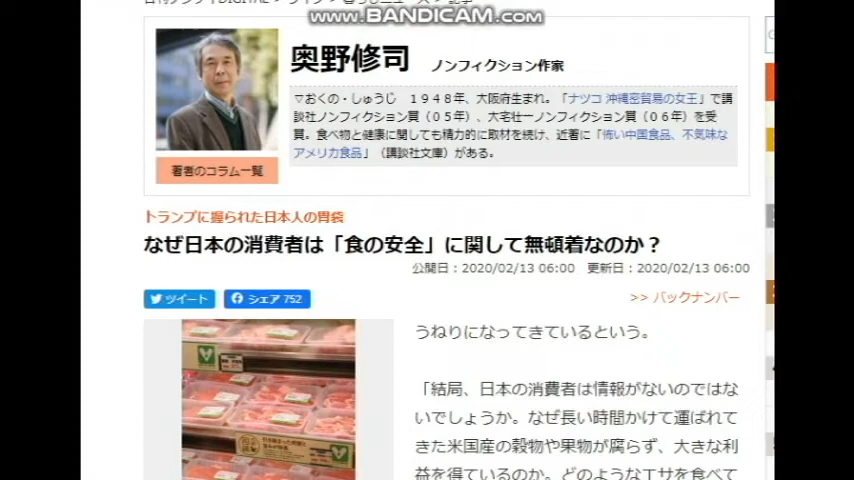 WWW.BANDICAM.COM
奥野修司 ノンフィクション作家
▽おくの・しゅうじ 1948年、大阪府生まれ。「ナツコ 沖縄密貿易の女王」で講
談社ノンフィクション賞(05年)、大宅壮一ノンフィクション賞(06年)を受
賞。食べ物と健康に関しても精力的に取材を続け、近著に「怖い中国食品、不気味な
アメリカ食品」(講談社文庫)がある。
著者のコラム一覧
トランプに握られた日本人の胃袋
なぜ日本の消費者は「食の安全」に関して無頓着なのか?
公開日:2020/02/13 06:00 更新日:2020/02/13 06:00
ツイート シェア 752
>> バックナンバー
うねりになってきているという。
「結局、日本の消費者は情報がないのではな
いでしょうか。なぜ長い時間かけて運ばれて
きた米国産の穀物や果物が腐らず、大きな利
益を得ているのか。どのようなエサを食べて